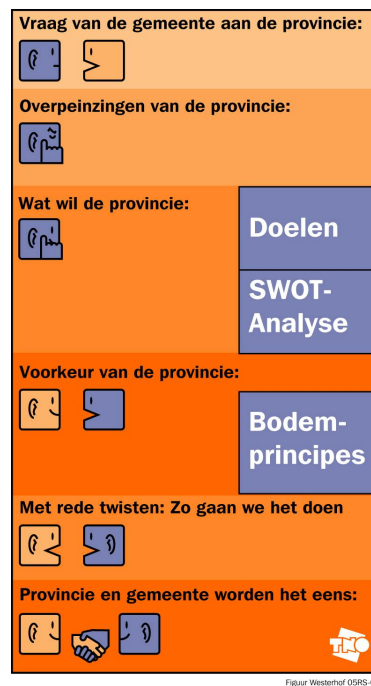 Vraag van de gemeente aan de provincie:
Overpeinzingen van de provincie:
Wat wil de provincie:
Doelen
SWOT-
Analyse
Voorkeur van de provincie:
Bodem-
principes
Met rede twisten: Zo gaan we het doen
Provincie en gemeente worden het eens:
TNO